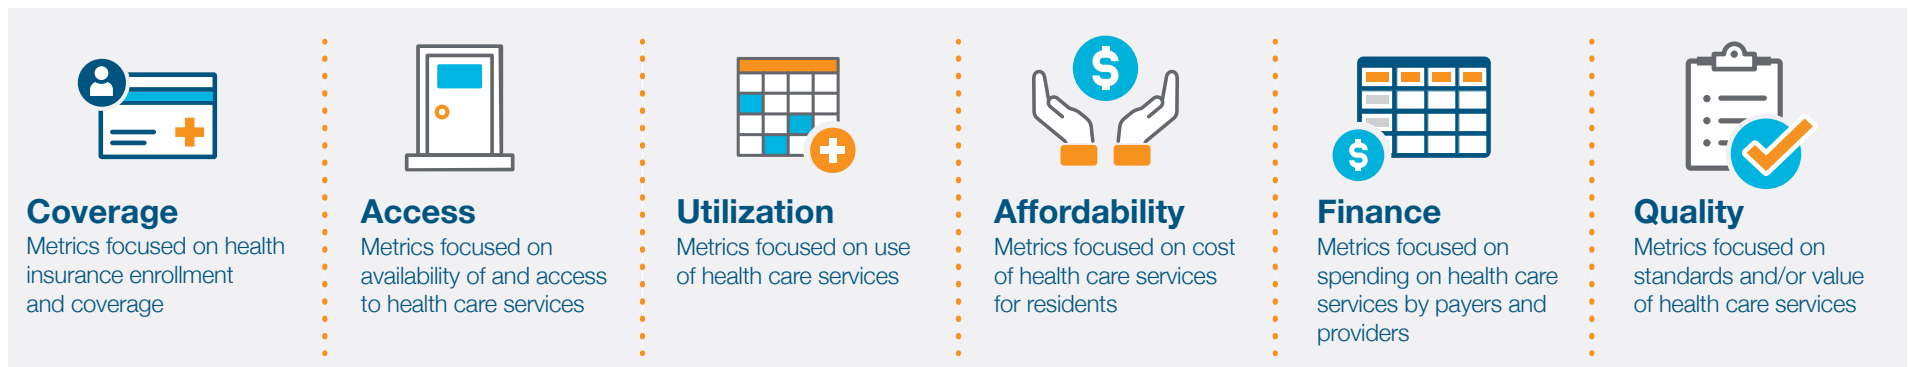 Coverage
Metrics focused on health
insurance enrollment
and coverage
Access
Metrics focused on
availability of and access
to health care services
Utilization
Metrics focused on use
of health care services
Affordability
Metrics focused on cost
of health care services
for residents
Finance
Metrics focused on
spending on health care
services by payers and
providers
Quality
Metrics focused on
standards and/or value
of health care services